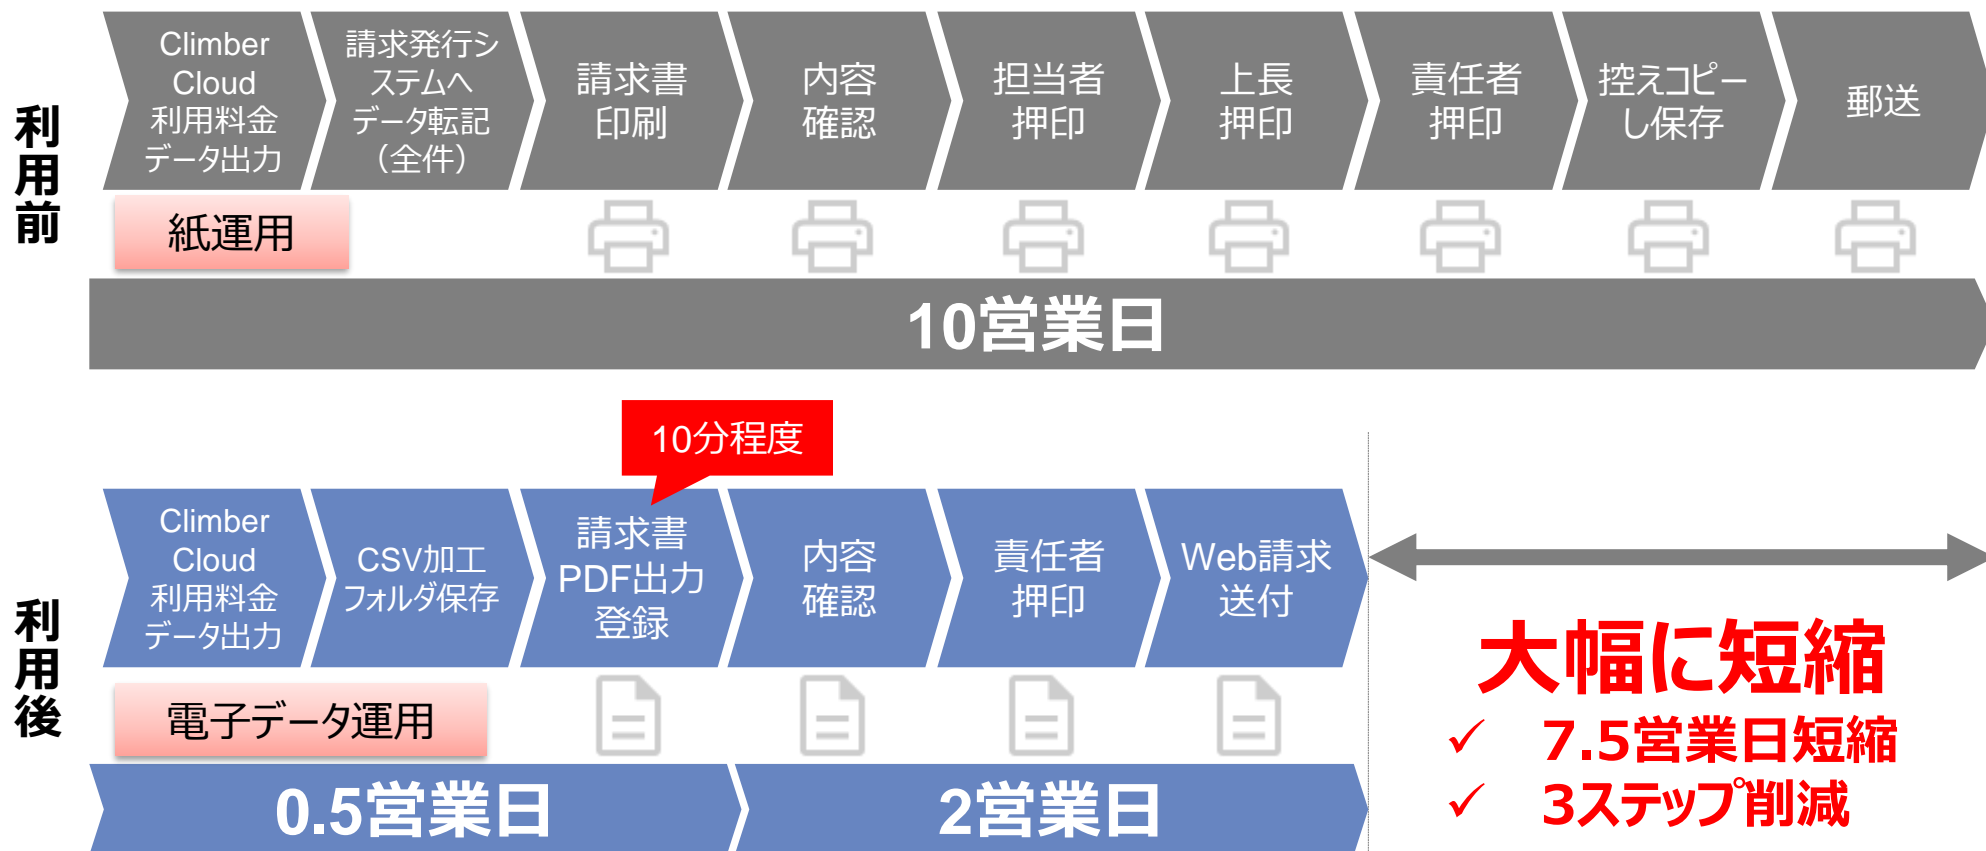 利用前
Climber
Cloud
利用料金
データ出力
請求発行シ
ステムへ
データ転記
（全件）
請求書
印刷
内容
確認
担当者
押印
上長
押印
責任者
押印
控えコピー
し保存
郵送
紙運用
10営業日
10分程度
利用後
Climber
Cloud
利用料金
データ出力
CSV加工
フォルダ保存
請求書
PDF出力
登録
内容
確認
責任者
押印
Web請求
送付
電子データ運用
0.5営業日
2営業日
大幅に短縮
✓ 7.5営業日短縮
✓ 3ステップ削減